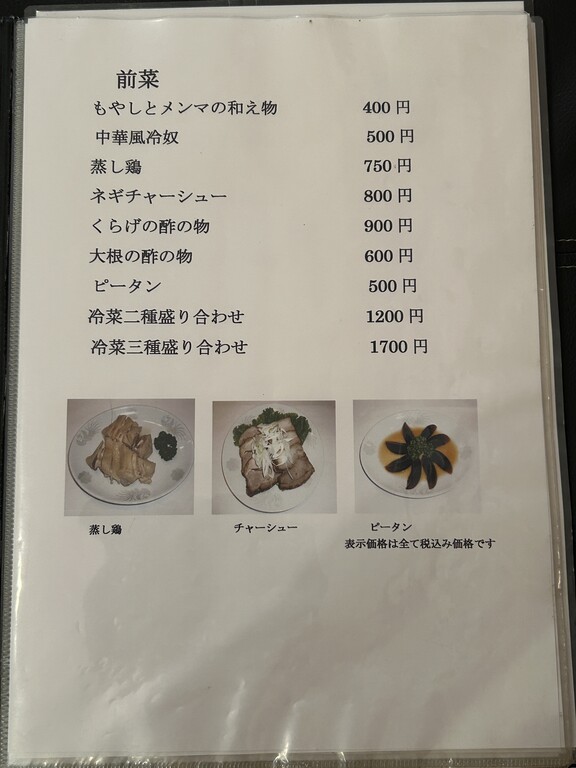 前菜
もやしとメンマの和え物 400円
中華風冷奴 500円
蒸し鶏 750円
ネギチャーシュー 800円
くらげの酢の物 900円
大根の酢の物 600円
ピータン 500円
冷菜二種盛り合わせ 1200円
冷菜三種盛り合わせ 1700円
蒸し鶏 チャーシュー ピータン
表示価格は全て税込み価格です